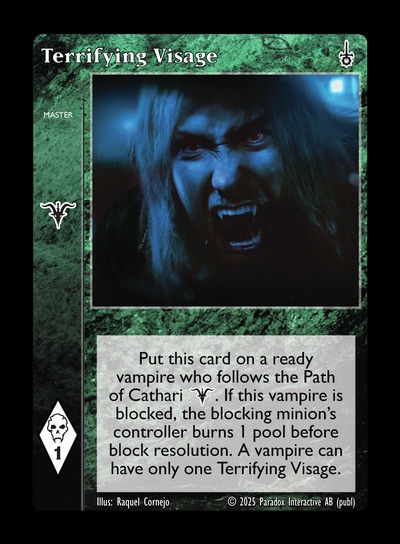 Terrifying Visage
MASTER
Put this card on a ready
vampire who follows the Path
of Cathari . If this vampire is
blocked, the blocking minion's
controller burns 1 pool before
block resolution. A vampire can
have only one Terrifying Visage.
1
Illus: Raquel Cornejo © 2025 Paradox Interactive AB (publ)